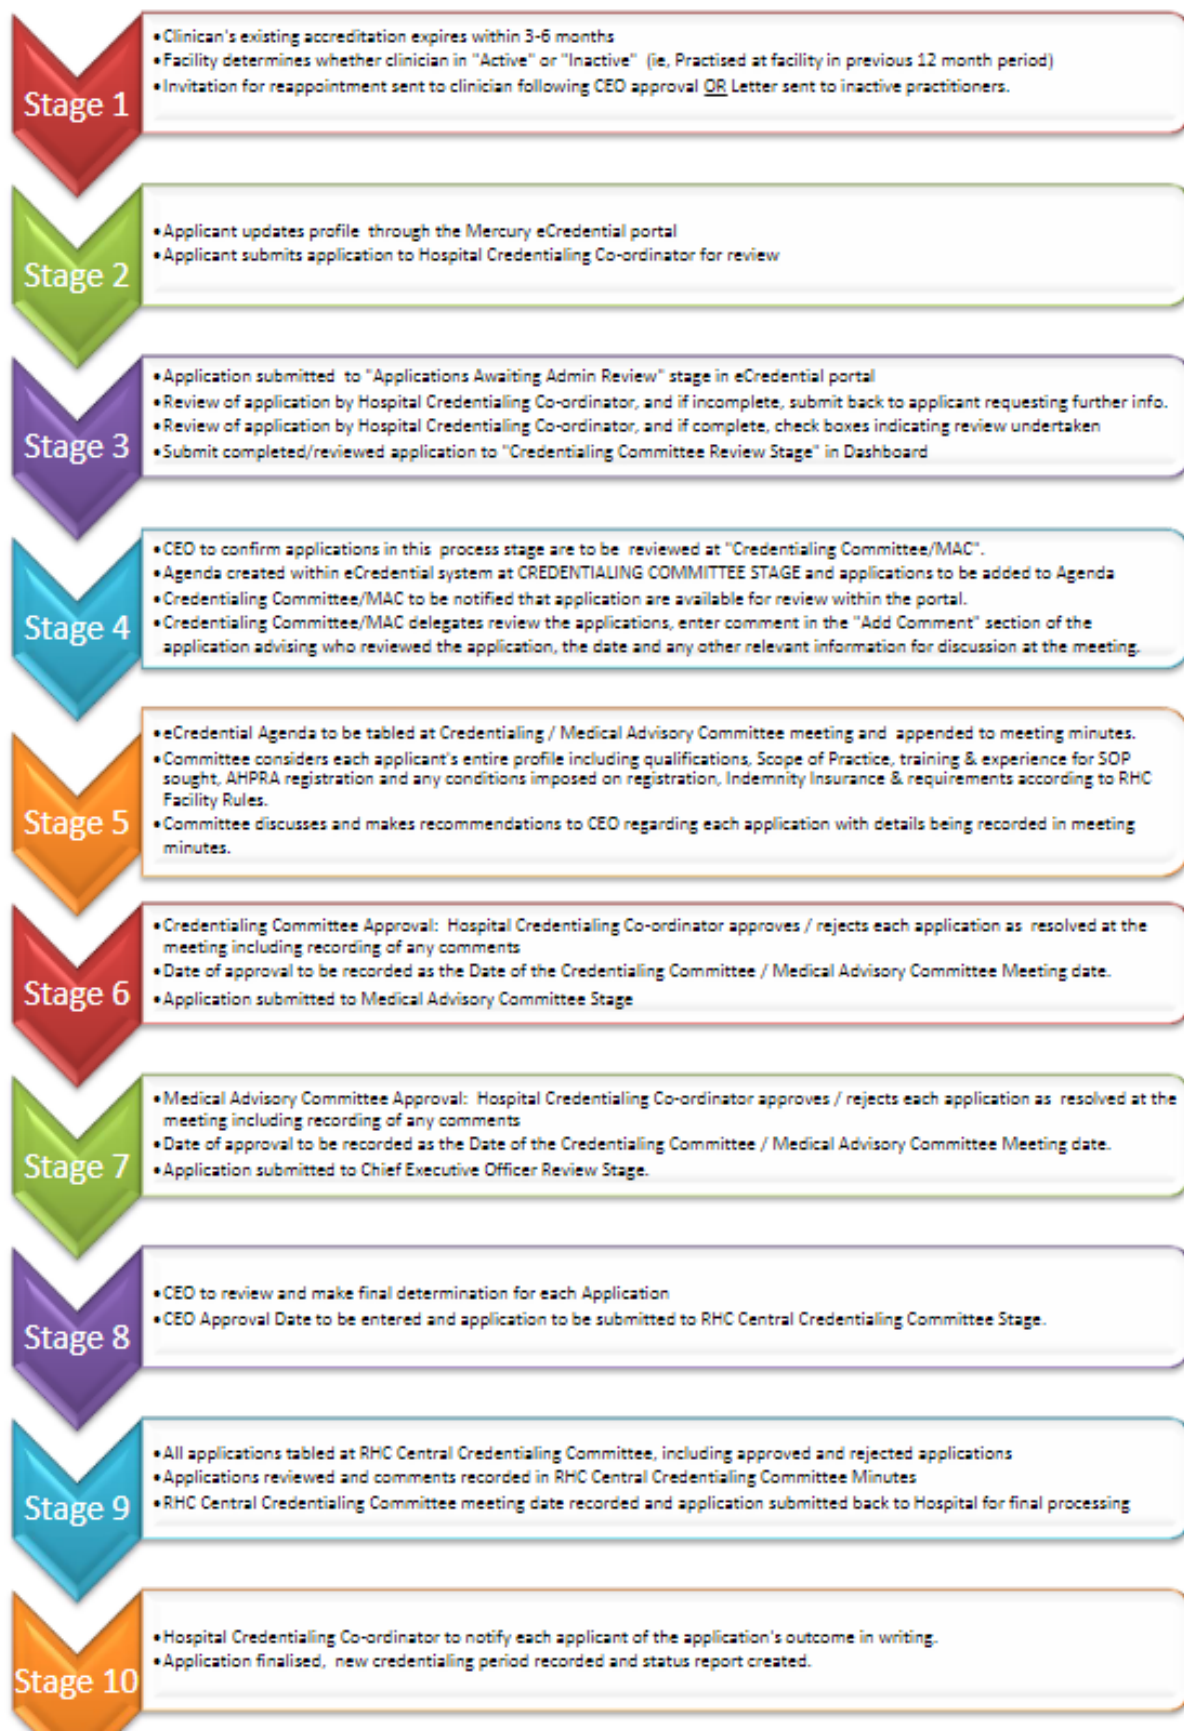 Stage 1
•Clinican's existing accreditation expires within 3-6 months
•Facility determines whether clinician in "Active" or "Inactive" (ie, Practised at facility in previous 12 month period)
•Invitation for reappointment sent to clinician following CEO approval OR Letter sent to inactive practitioners.
Stage 2
•Applicant updates profile through the Mercury eCredential portal
•Applicant submits application to Hospital Credentialing Co-ordinator for review
Stage 3
•Application submitted to "Applications Awaiting Admin Review" stage in eCredential portal
•Review of application by Hospital Credentialing Co-ordinator, and if incomplete, submit back to applicant requesting further info.
•Review of application by Hospital Credentialing Co-ordinator, and if complete, check boxes indicating review undertaken
•Submit completed/reviewed application to "Credentialing Committee Review Stage" in Dashboard
Stage 4
•CEO to confirm applications in this process stage are to be reviewed at "Credentialing Committee/MAC".
•Agenda created within eCredential system at CREDENTIALING COMMITTEE STAGE and applications to be added to Agenda
•Credentialing Committee/MAC to be notified that application are available for review within the portal.
•Credentialing Committee/MAC delegates review the applications, enter comment in the "Add Comment" section of the
application advising who reviewed the application, the date and any other relevant information for discussion at the meeting.
Stage 5
•eCredential Agenda to be tabled at Credentialing / Medical Advisory Committee meeting and appended to meeting minutes.
•Committee considers each applicant's entire profile including qualifications, Scope of Practice, training & experience for SOP
sought, AHPRA registration and any conditions imposed on registration, Indemnity Insurance & requirements according to RHC
Facility Rules.
•Committee discusses and makes recommendations to CEO regarding each application with details being recorded in meeting
minutes.
Stage 6
•Credentialing Committee Approval: Hospital Credentialing Co-ordinator approves / rejects each application as resolved at the
meeting including recording of any comments
•Date of approval to be recorded as the Date of the Credentialing Committee / Medical Advisory Committee Meeting date.
•Application submitted to Medical Advisory Committee Stage
Stage 7
•Medical Advisory Committee Approval: Hospital Credentialing Co-ordinator approves / rejects each application as resolved at the
meeting including recording of any comments
•Date of approval to be recorded as the Date of the Credentialing Committee / Medical Advisory Committee Meeting date.
•Application submitted to Chief Executive Officer Review Stage.
Stage 8
•CEO to review and make final determination for each Application
•CEO Approval Date to be entered and application to be submitted to RHC Central Credentialing Committee Stage.
Stage 9
•All applications tabled at RHC Central Credentialing Committee, including approved and rejected applications
•Applications reviewed and comments recorded in RHC Central Credentialing Committee Minutes
•RHC Central Credentialing Committee meeting date recorded and application submitted back to Hospital for final processing
Stage 10
•Hospital Credentialing Co-ordinator to notify each applicant of the application's outcome in writing.
•Application finalised, new credentialing period recorded and status report created.